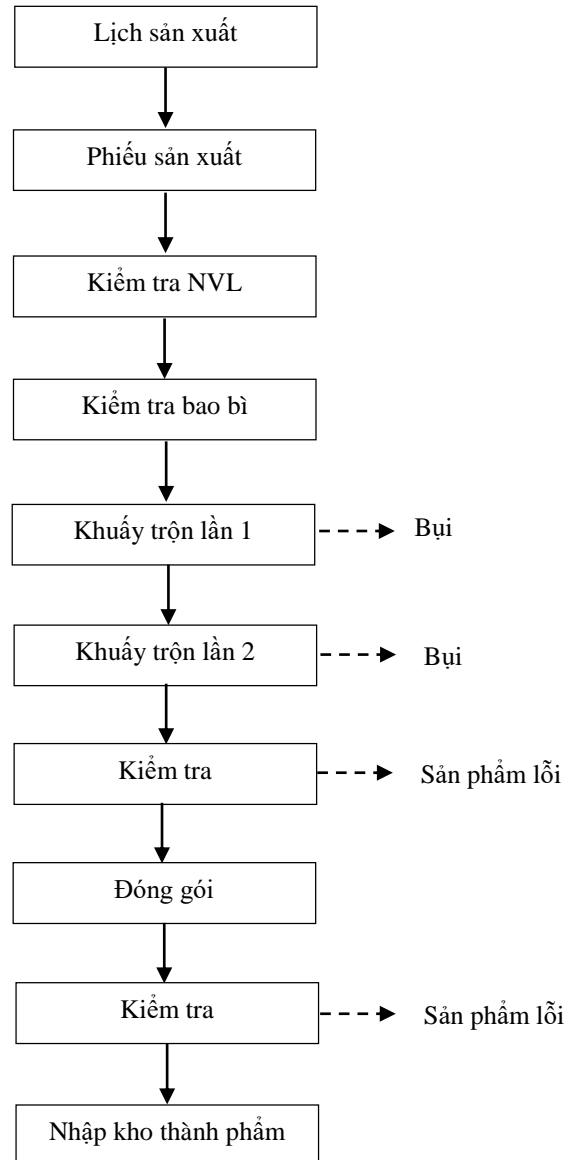 Lịch sản xuất
Phiếu sản xuất
Kiểm tra NVL
Kiểm tra bao bì
Khuấy trộn lần 1
Bụi
Khuấy trộn lần 2
Bụi
Kiểm tra
Sản phẩm lỗi
Đóng gói
Kiểm tra
Sản phẩm lỗi
Nhập kho thành phẩm